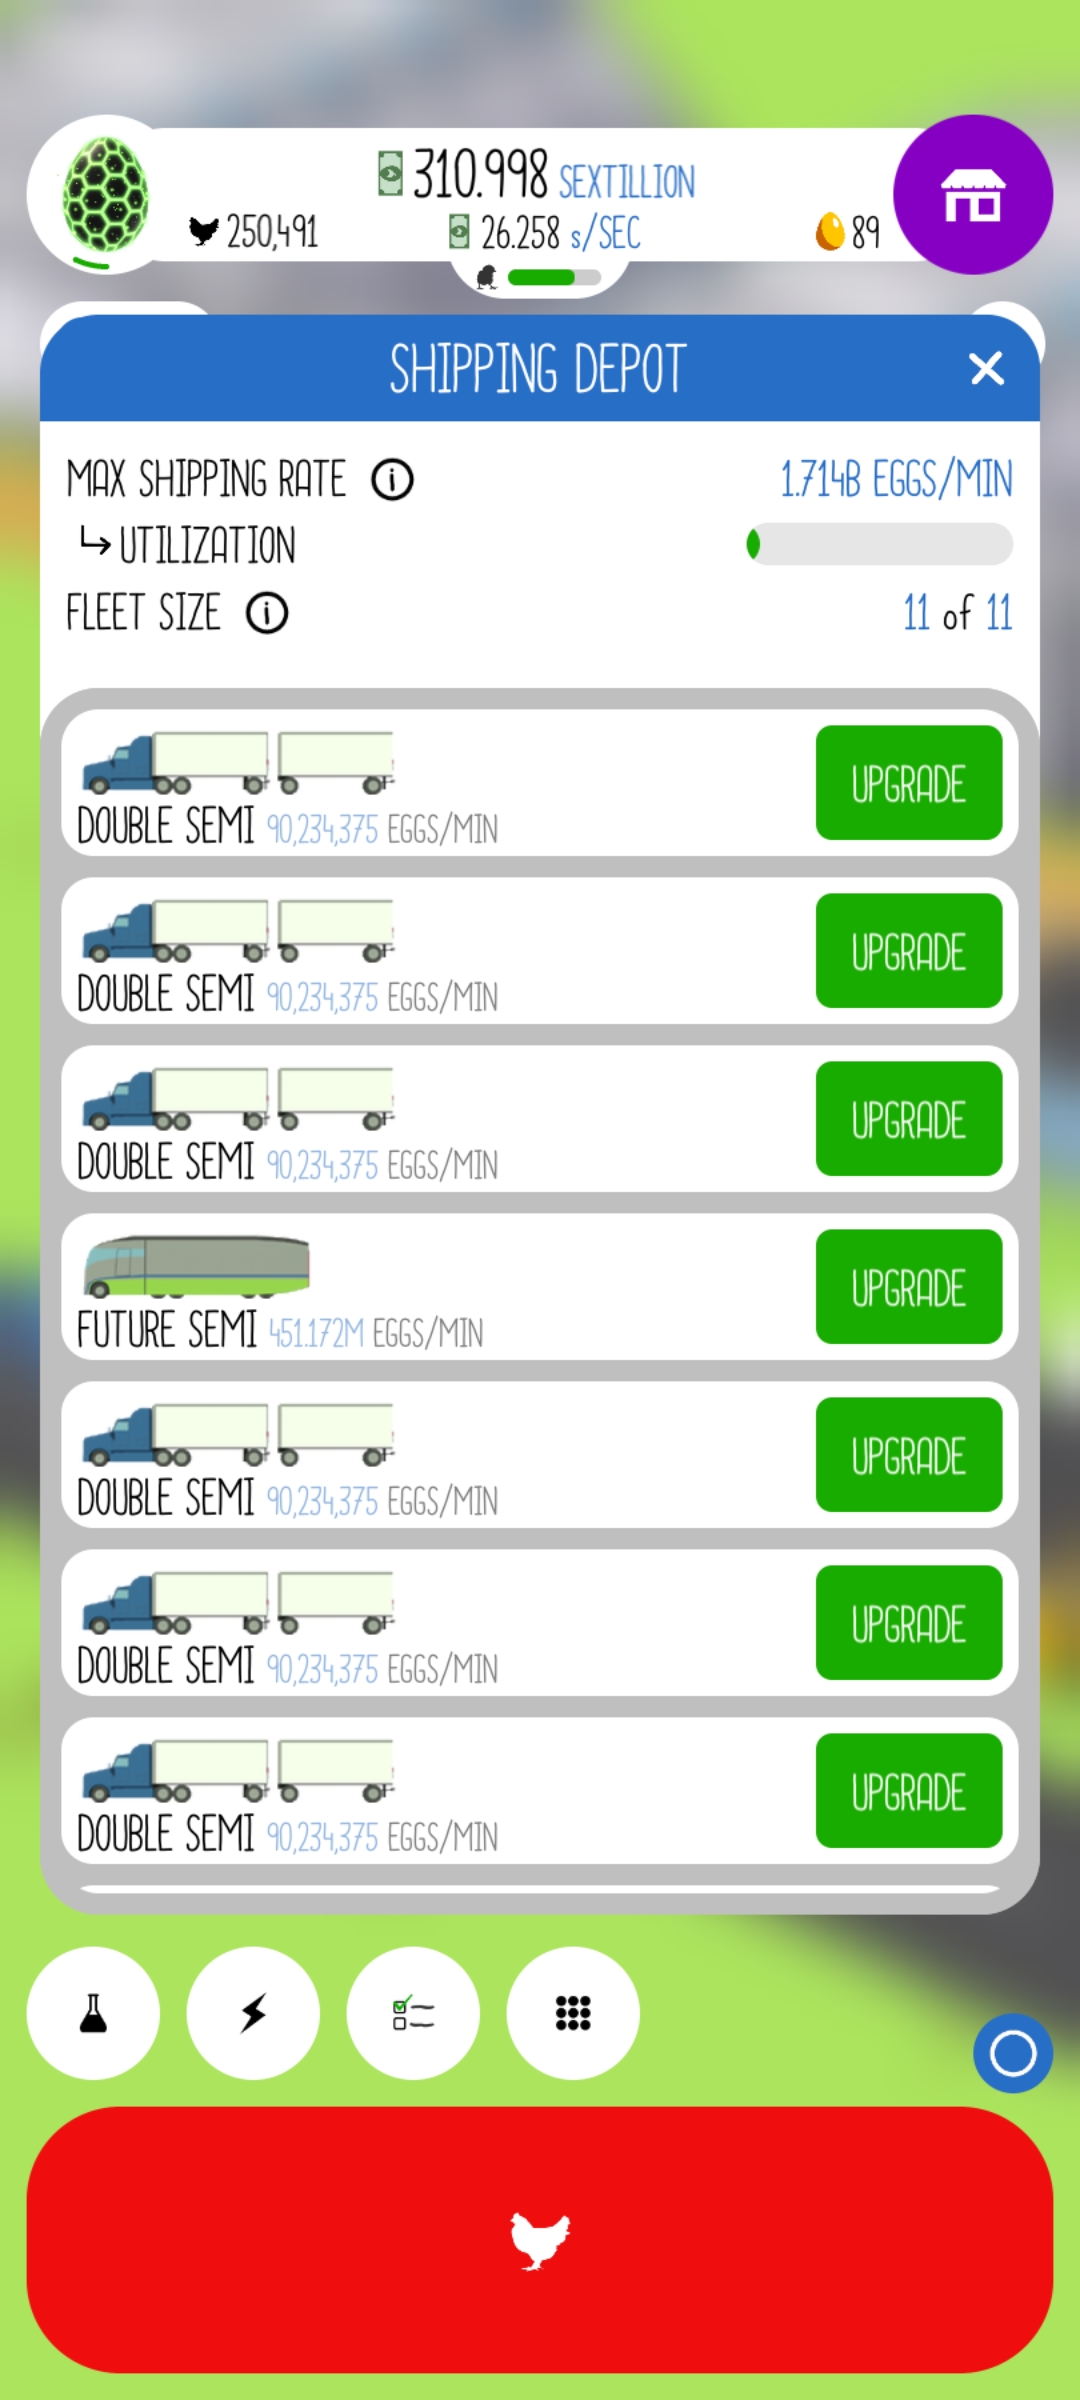 310.998 SEXTILLION
250,491 26.258 s/SEC 89
SHIPPING DEPOT
MAX SHIPPING RATE i 1.714B EGGS/MIN
UTILIZATION
FLEET SIZE i 11 of 11
DOUBLE SEMI 90,234,375 EGGS/MIN UPGRADE
DOUBLE SEMI 90,234,375 EGGS/MIN UPGRADE
DOUBLE SEMI 90,234,375 EGGS/MIN UPGRADE
FUTURE SEMI 451.172M EGGS/MIN UPGRADE
DOUBLE SEMI 90,234,375 EGGS/MIN UPGRADE
DOUBLE SEMI 90,234,375 EGGS/MIN UPGRADE
DOUBLE SEMI 90,234,375 EGGS/MIN UPGRADE